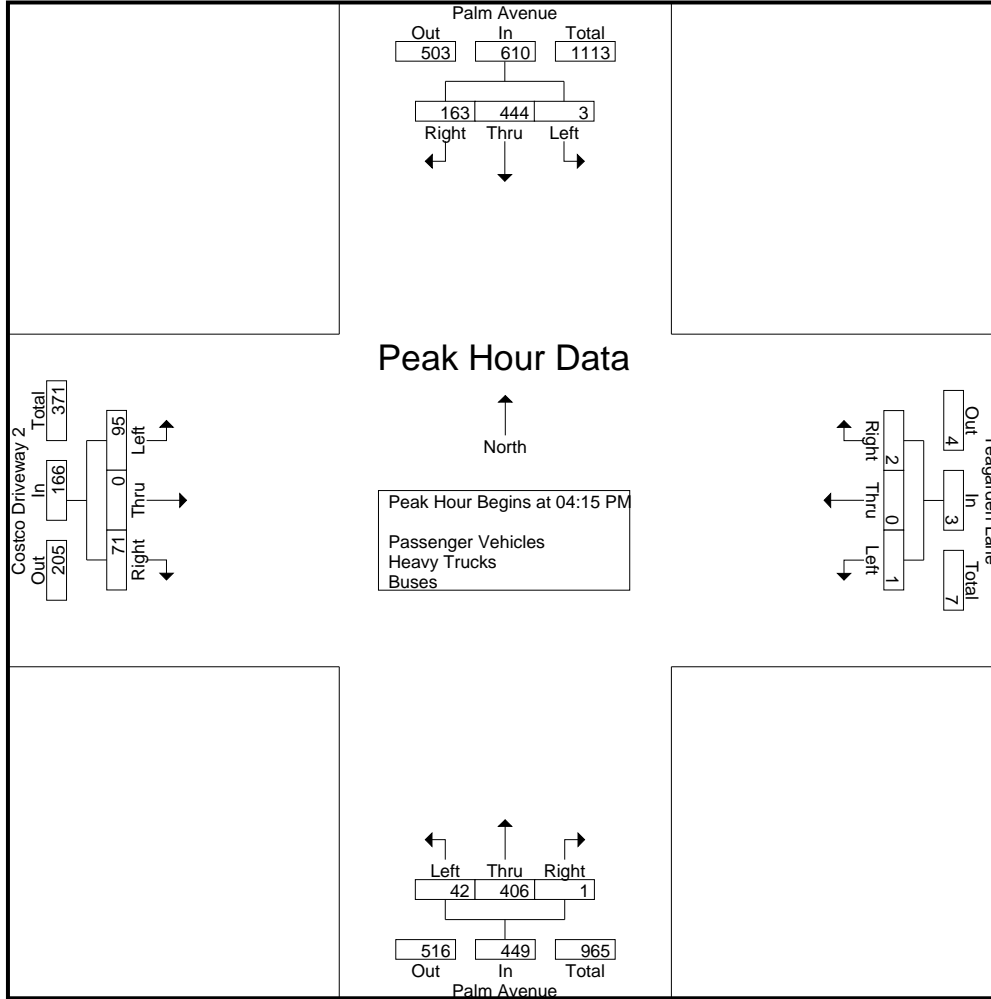 Palm Avenue
Out In Total
503 610 1113
163 444 3
Right Thru Left
Peak Hour Data
North
Peak Hour Begins at 04:15 PM
Passenger Vehicles
Heavy Trucks
Buses
Costco Driveway 2
Out In Total
205 166 371
71 0 95
Right Thru Left
Teagarden Lane
Out In Total
4 3 7
2 0 1
Right Thru Left
Left Thru Right
42 406 1
516 449 965
Out In Total
Palm Avenue